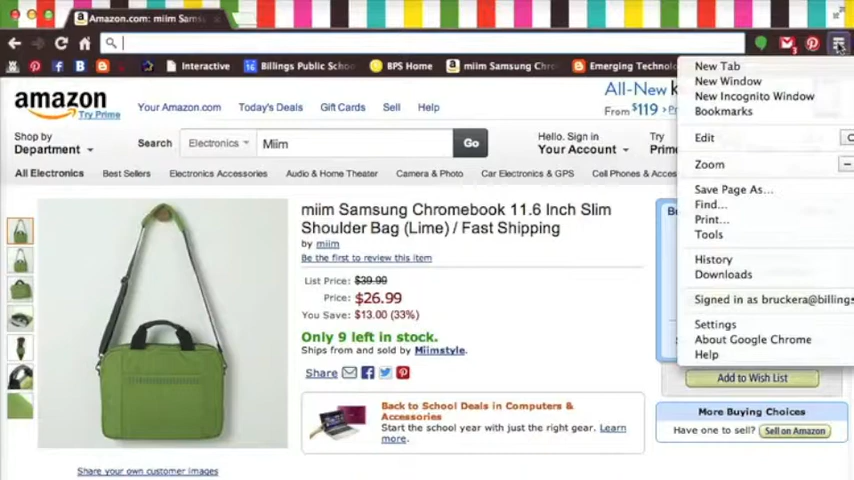 Amazon.com: miim Sams
Interactive
16 Billings Public Scho
BPS Home
miim Samsung Chro
Emerging Techno
New Tab
New Window
New Incognito Window
Bookmarks
Edit
Zoom
Save Page As...
Find...
Print...
Tools
History
Downloads
Signed in as bruckera@billings
Settings
About Google Chrome
Help
amazon
Try Prime
Your Amazon.com Today's Deals Gift Cards Sell Help
All-New
From $119
Shop by
Department
Search Electronics Miim Go
Hello. Sign in
Your Account
Try
Prime
All Electronics Best Sellers Electronics Accessories Audio & Home Theater Camera & Photo Car Electronics & GPS Cell Phones & Acces
miim Samsung Chromebook 11.6 Inch Slim
Shoulder Bag (Lime) / Fast Shipping
by miim
Be the first to review this item
List Price: $39.99
Price: $26.99
You Save: $13.00 (33%)
Only 9 left in stock.
Ships from and sold by Miimstyle.
Share
Back to School Deals in Computers &
Accessories
Start the school year with just the right gear. Learn
more.
Share your own customer images
Add to Wish List
More Buying Choices
Have one to sell? Sell on Amazon